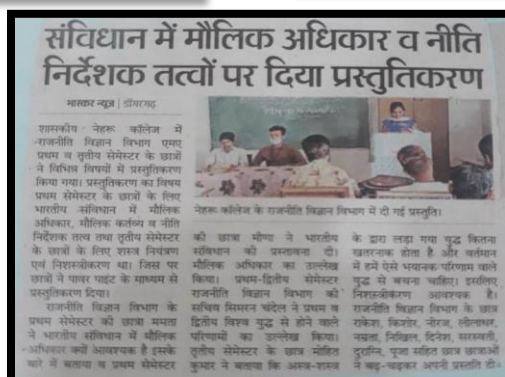 संविधान में मौलिक अधिकार व नीति
निर्देशक तत्वों पर दिया प्रस्तुतिकरण
भास्कर न्यूज | डोंगरगढ़
शासकीय नेहरू कॉलेज में
राजनीति विज्ञान विभाग एमए
प्रथम व तृतीय सेमेस्टर के छात्रों
ने विभिन्न विषयों में प्रस्तुतिकरण
किया गया। प्रस्तुतिकरण का विषय
प्रथम सेमेस्टर के छात्रों के लिए
भारतीय संविधान में मौलिक
अधिकार, मौलिक कर्तव्य व नीति
निर्देशक तत्व तथा तृतीय सेमेस्टर
के छात्रों के लिए शस्त्र नियंत्रण
एवं निशस्त्रीकरण था। जिस पर
छात्रों ने पावर पाइंट के माध्यम से
प्रस्तुतिकरण दिया।
राजनीति विज्ञान विभाग के
प्रथम सेमेस्टर की छात्रा ममता
ने भारतीय संविधान में मौलिक
अधिकार क्यों आवश्यक है इसके
बारे में बताया व प्रथम सेमेस्टर
नेहरू कॉलेज के राजनीति विज्ञान विभाग में दी गई प्रस्तुति।
की छात्रा मीणा ने भारतीय
संविधान की प्रस्तावना दी।
मौलिक अधिकार का उल्लेख
किया। प्रथम-द्वितीय सेमेस्टर
राजनीति विज्ञान विभाग की
सचिव सिमरन चंदेल ने प्रथम व
द्वितीय विश्व युद्ध से होने वाले
परिणामों का उल्लेख किया।
तृतीय सेमेस्टर के छात्र मोहित
कुमार ने बताया कि अस्त्र-शस्त्र
के द्वारा लड़ा गया युद्ध कितना
खतरनाक होता है और वर्तमान
में हमें ऐसे भयानक परिणाम वाले
युद्ध से बचना चाहिए। इसलिए
निशस्त्रीकरण आवश्यक है।
राजनीति विज्ञान विभाग के छात्र
राकेश, किशोर, नीरज, लीलाधर,
नम्रता, निखिल, दिनेश, सरस्वती,
पूजा सहित छात्र छात्राओं
ने बढ़-चढ़कर अपनी प्रस्तुति दी।